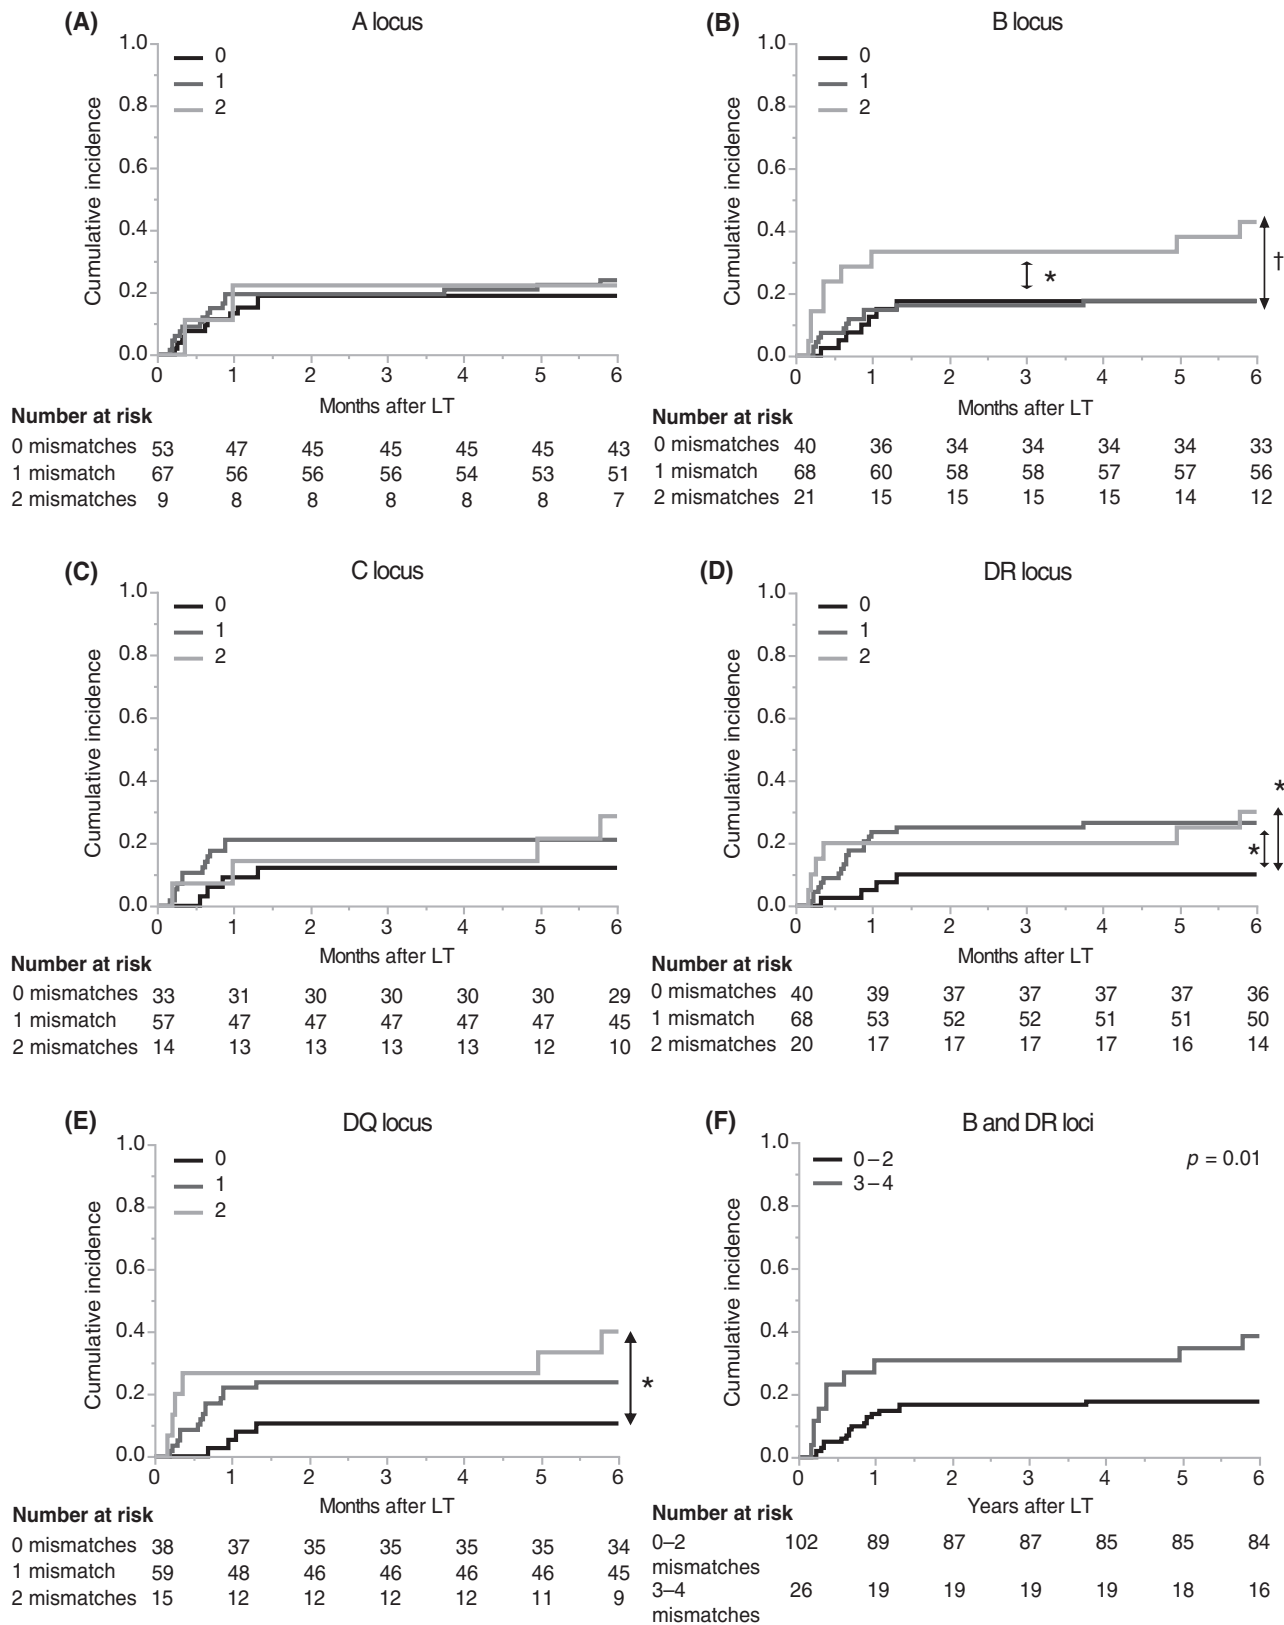 (A) A locus
1.0
0.8
0.6
0.4
0.2
0.0
Cumulative incidence
0
1
2
0 1 2 3 4 5 6
Months after LT
Number at risk
0 mismatches 53 47 45 45 45 45 43
1 mismatch 67 56 56 56 54 53 51
2 mismatches 9 8 8 8 8 8 7
(B) B locus
1.0
0.8
0.6
0.4
0.2
0.0
Cumulative incidence
0
1
2
*
†
0 1 2 3 4 5 6
Months after LT
Number at risk
0 mismatches 40 36 34 34 34 34 33
1 mismatch 68 60 58 58 57 57 56
2 mismatches 21 15 15 15 15 14 12
(C) C locus
1.0
0.8
0.6
0.4
0.2
0.0
Cumulative incidence
0
1
2
0 1 2 3 4 5 6
Months after LT
Number at risk
0 mismatches 33 31 30 30 30 30 29
1 mismatch 57 47 47 47 47 47 45
2 mismatches 14 13 13 13 13 12 10
(D) DR locus
1.0
0.8
0.6
0.4
0.2
0.0
Cumulative incidence
0
1
2
*
*
0 1 2 3 4 5 6
Months after LT
Number at risk
0 mismatches 40 39 37 37 37 37 36
1 mismatch 68 53 52 52 51 51 50
2 mismatches 20 17 17 17 17 16 14
(E) DQ locus
1.0
0.8
0.6
0.4
0.2
0.0
Cumulative incidence
0
1
2
*
0 1 2 3 4 5 6
Months after LT
Number at risk
0 mismatches 38 37 35 35 35 35 34
1 mismatch 59 48 46 46 46 46 45
2 mismatches 15 12 12 12 12 11 9
(F) B and DR loci
1.0
0.8
0.6
0.4
0.2
0.0
Cumulative incidence
0–2
3–4
p = 0.01
0 1 2 3 4 5 6
Years after LT
Number at risk
0–2 102 89 87 87 85 85 84
mismatches
3–4 26 19 19 19 19 18 16
mismatches